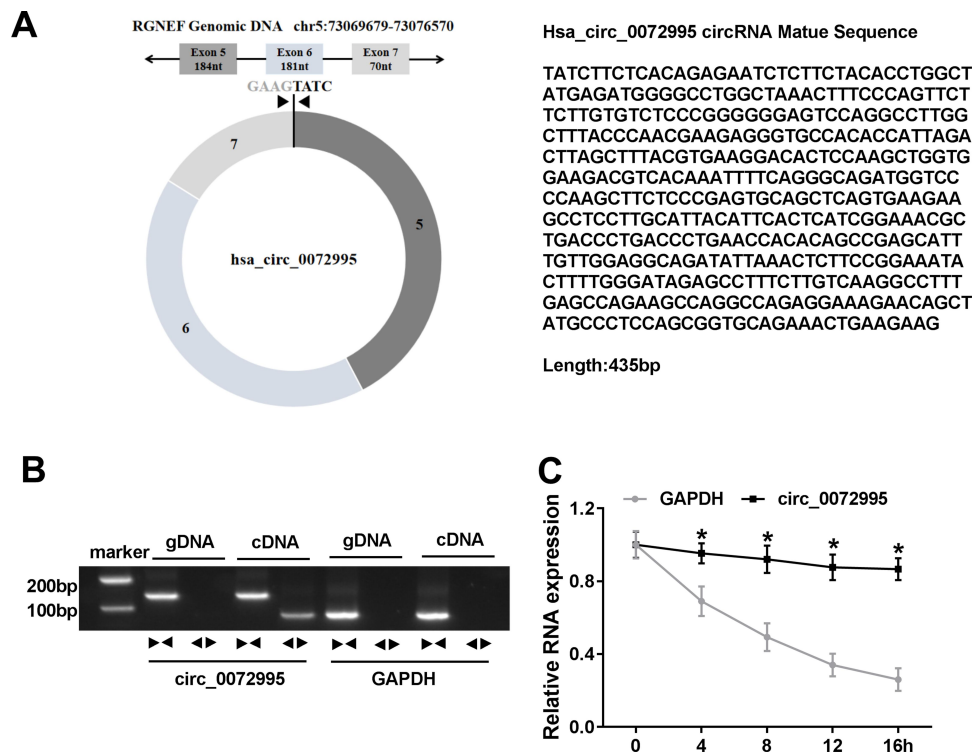 A
RGNEF Genomic DNA chr5:73069679-73076570
Exon 5
184nt
Exon 6
181nt
Exon 7
70nt
GAAGTATC
7
5
6
hsa_circ_0072995
Hsa_circ_0072995 circRNA Matue Sequence
TATCTTCTCACAGAGAATCTCTTCTACACCTGGCT
ATGAGATGGGGCCTGGCTAAACTTTCCCAGTTCT
TCTTGTGTCTCCCGGGGGGAGTCCAGGCCTTGG
CTTTACCCAACGAAGAGGGTGCCACACCATTAGA
CTTAGCTTTACGTGAAGGACACTCCAAGCTGGTG
GAAGACGTCACAAATTTTCAGGGCAGATGGTCC
CCAAGCTTCTCCCGAGTGCAGCTCAGTGAAGAA
GCCTCCTTGCATTACATTCACTCATCGGAAACGC
TGACCCTGACCCTGAACCACACAGCCGAGCATT
TGTTGGAGGCAGATATTAAACTCTTCCGGAAATA
CTTTTGGGATAGAGCCTTTCTTGTCAAGGCCTTT
GAGCCAGAAGCCAGGCCAGAGGAAAGAACAGCT
ATGCCCTCCAGCGGTGCAGAAACTGAAGAAG
Length:435bp
B
marker
gDNA
cDNA
gDNA
cDNA
200bp
100bp
circ_0072995
GAPDH
C
GAPDH
circ_0072995
Relative RNA expression
1.2
0.8
0.4
0.0
* * * *
0 4 8 12 16h